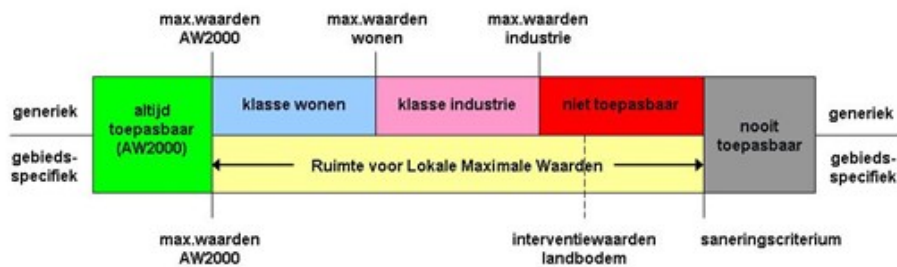 max.waarden
AW2000
max.waarden
wonen
max.waarden
industrie
generiek
altijd
toepasbaar
(AW2000)
klasse wonen
klasse industrie
niet toepasbaar
nooit
toepasbaar
generiek
gebieds-
specifiek
Ruimte voor Lokale Maximale Waarden
gebieds-
specifiek
max.waarden
AW2000
interventiewaarden
landbodem
saneringscriterium